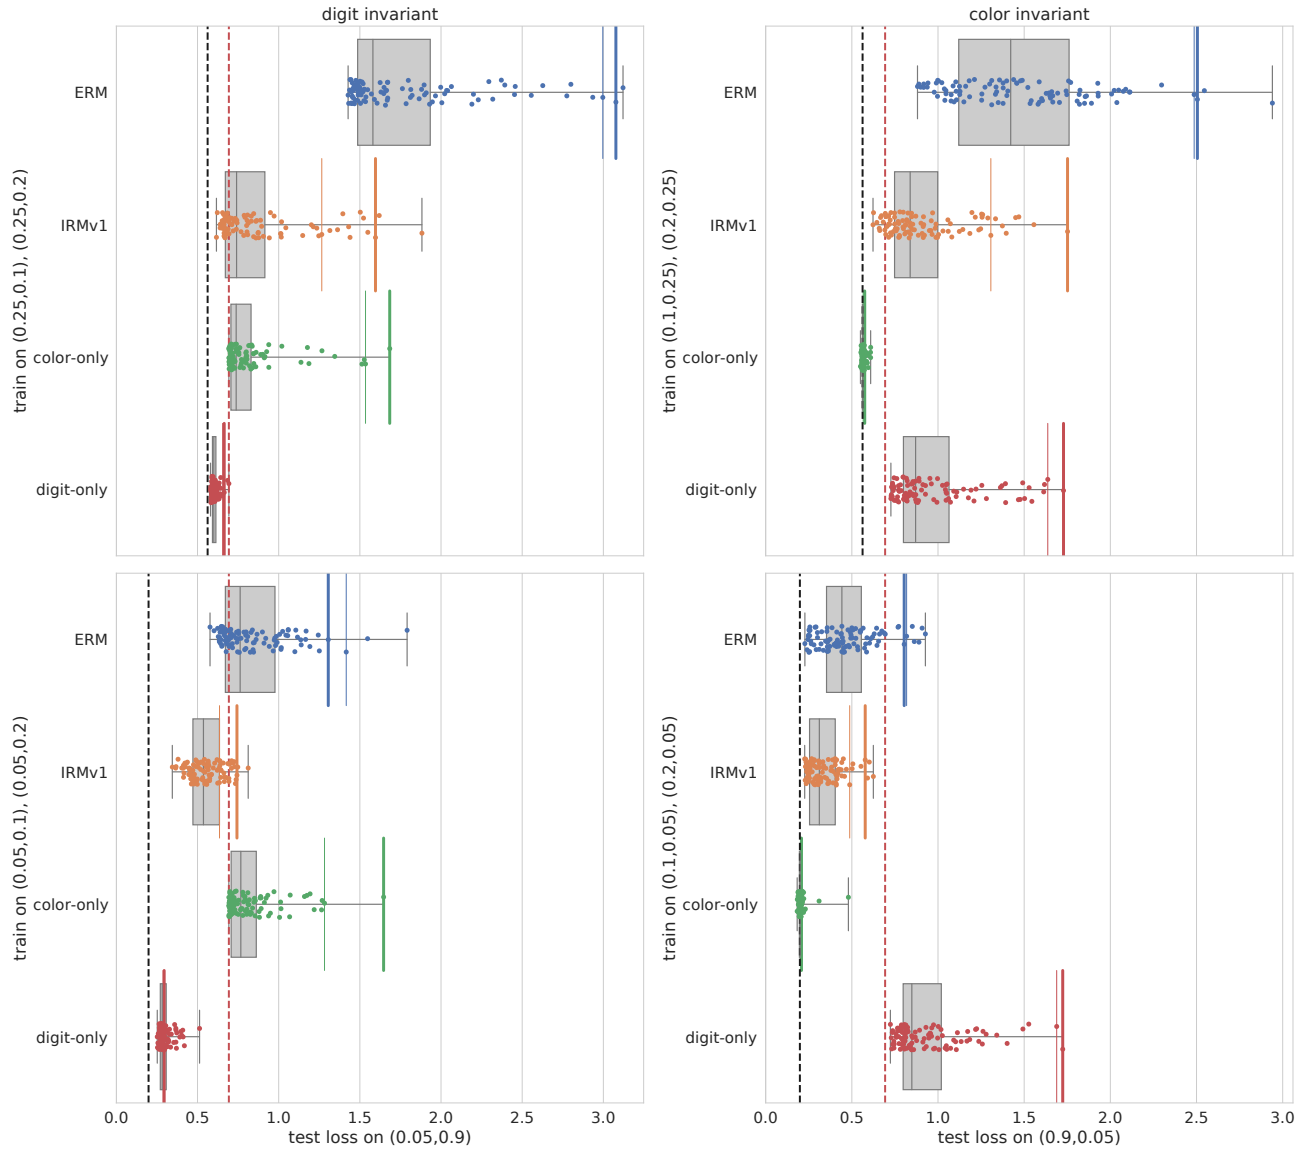 digit invariant
color invariant
train on (0.25,0.1), (0.25,0.2)
ERM
IRMv1
color-only
digit-only
train on (0.1,0.25), (0.2,0.25)
ERM
IRMv1
color-only
digit-only
train on (0.05,0.1), (0.05,0.2)
ERM
IRMv1
color-only
digit-only
0.0 0.5 1.0 1.5 2.0 2.5 3.0
test loss on (0.05,0.9)
train on (0.1,0.05), (0.2,0.05)
ERM
IRMv1
color-only
digit-only
0.0 0.5 1.0 1.5 2.0 2.5 3.0
test loss on (0.9,0.05)